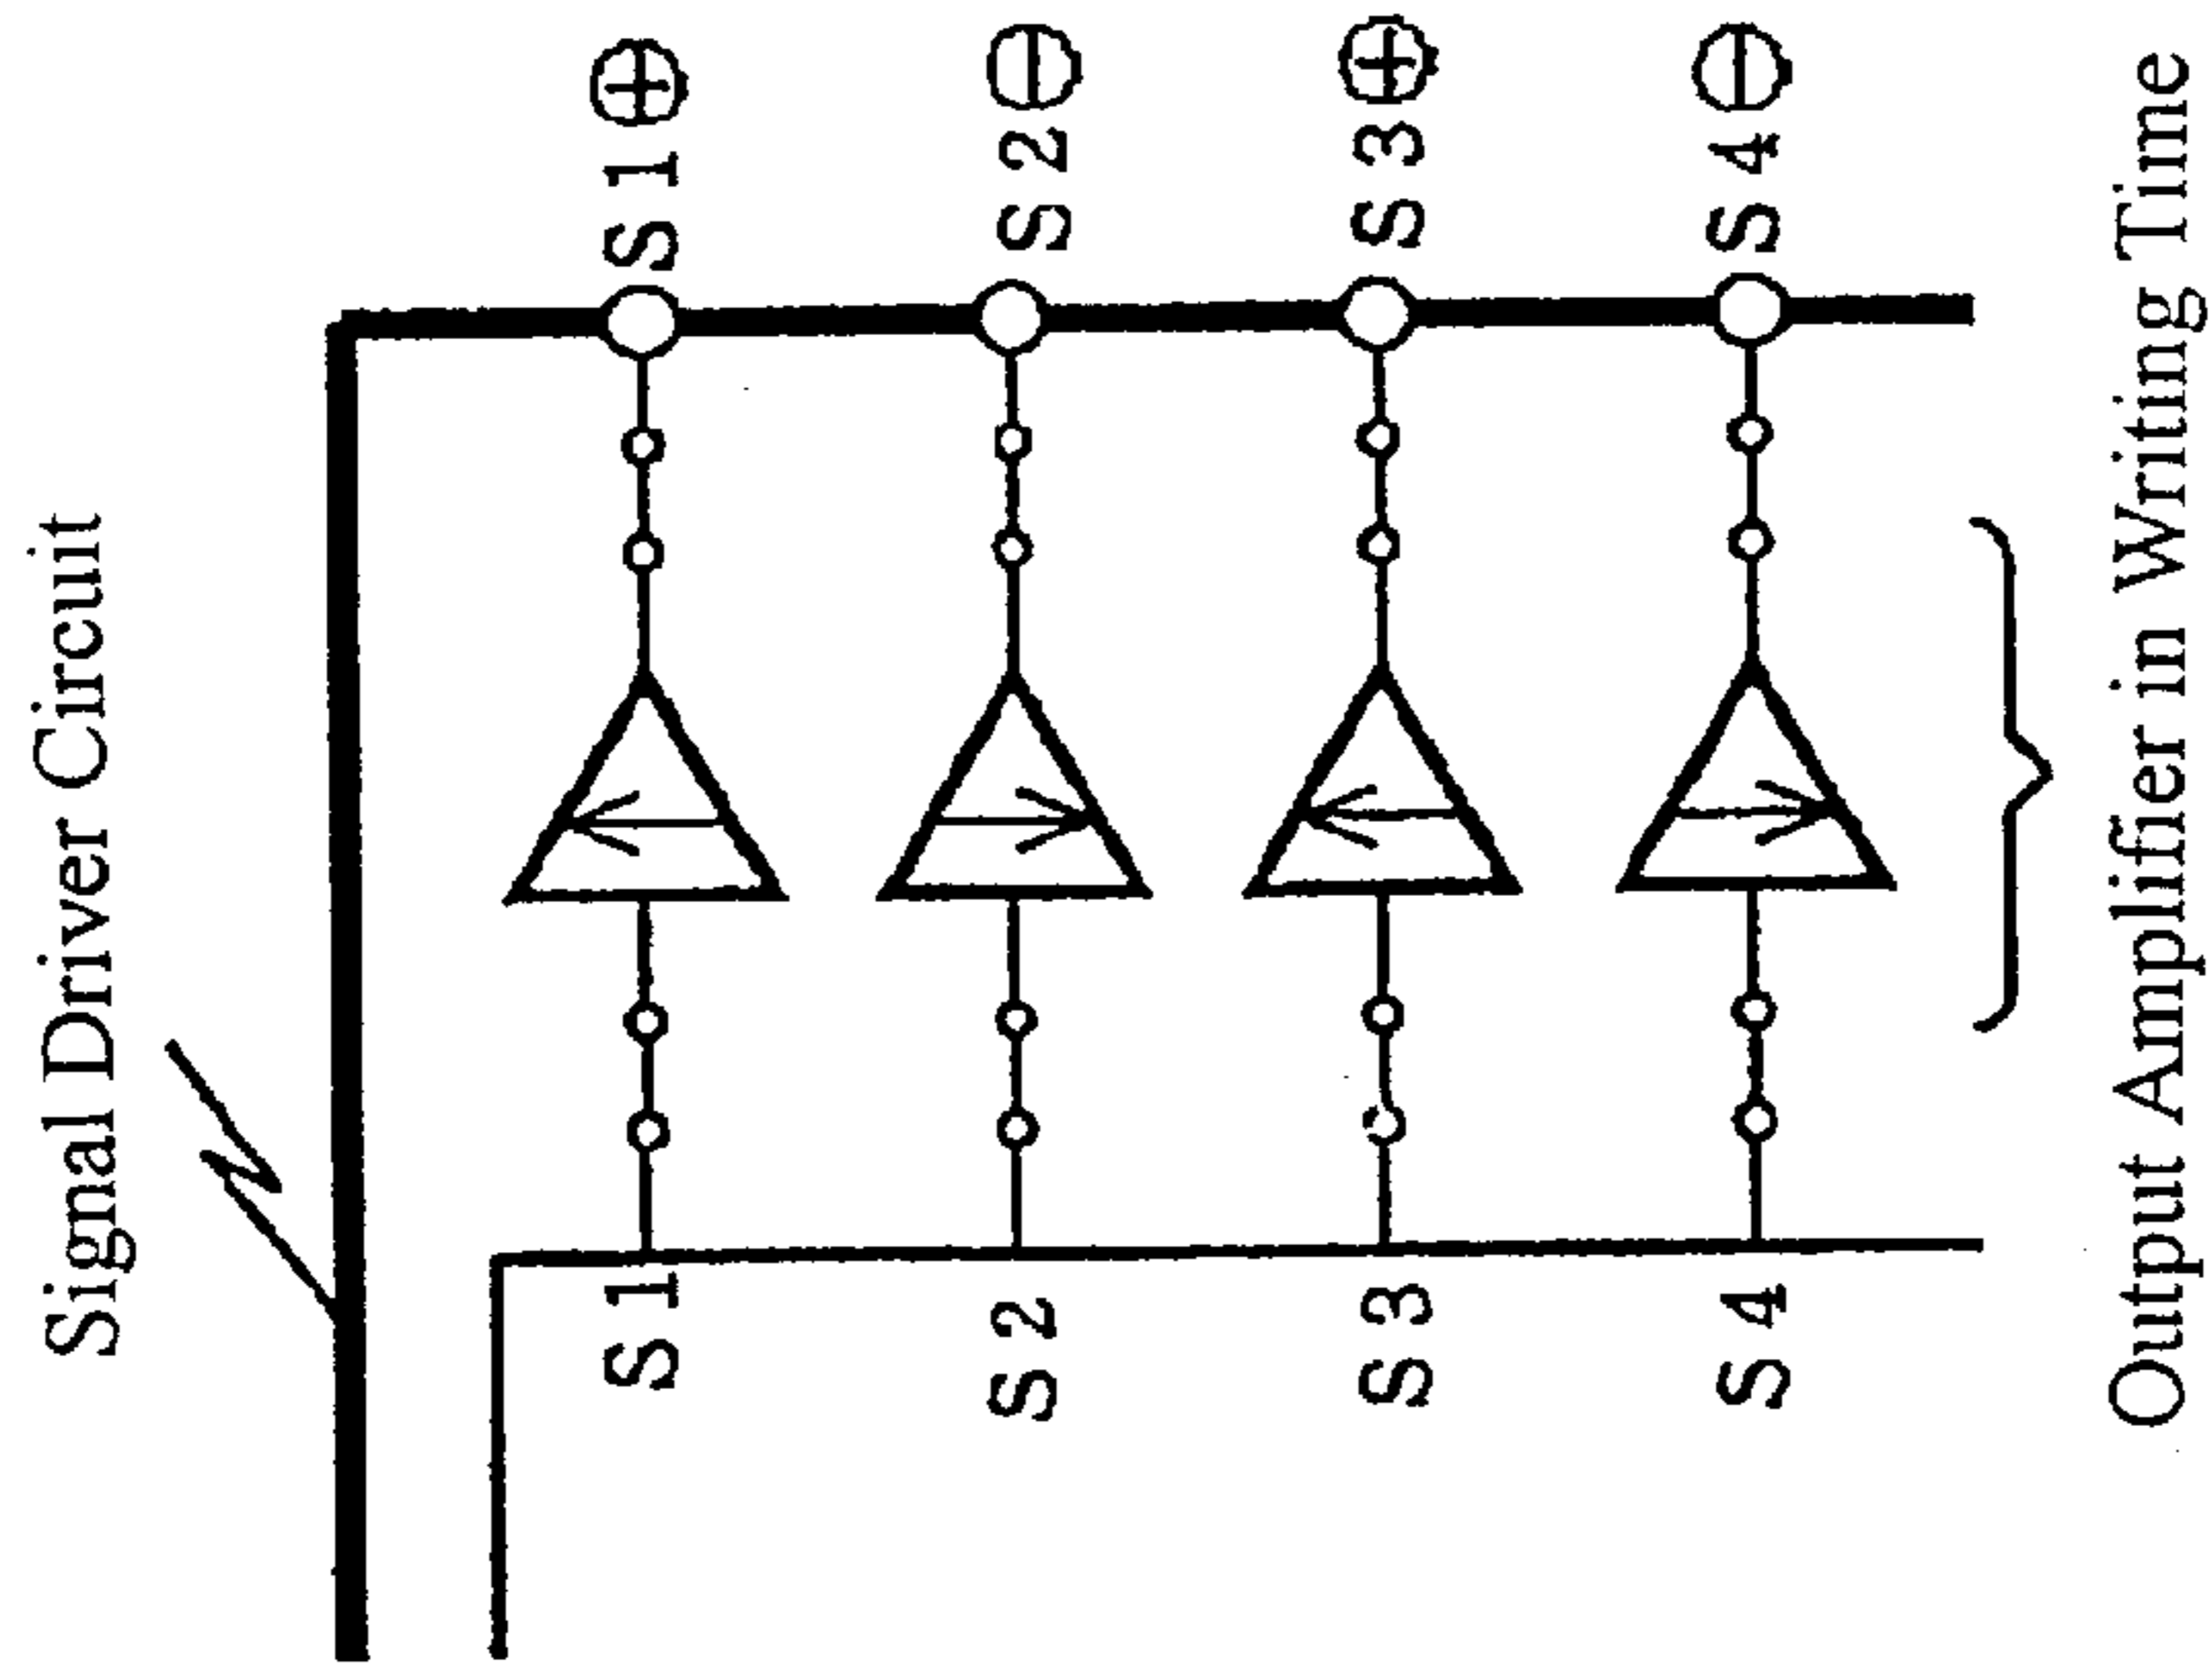 Signal Driver Circuit
S1 S1⊕
S2 S2⊖
S3 S3⊕
S4 S4⊖
Output Amplifier in Writing Time